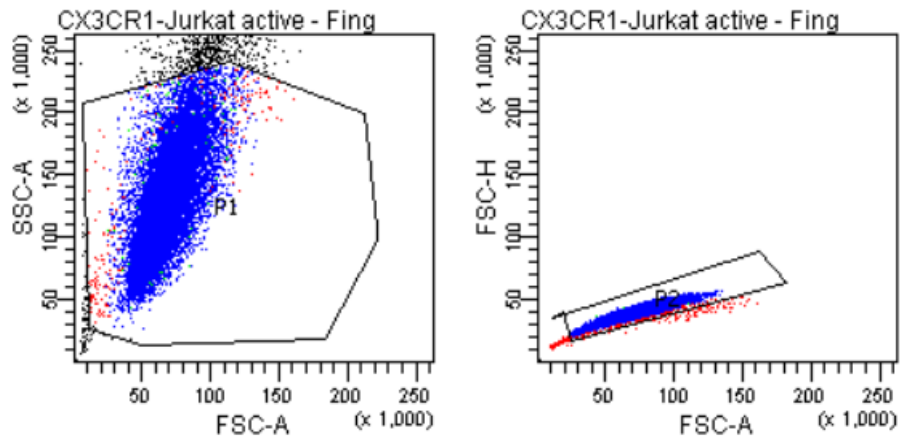 CX3CR1-Jurkat active - Fing
(x 1,000)
250
200
150
100
50
SSC-A
P1
50 100 150 200 250
FSC-A
(x 1,000)
CX3CR1-Jurkat active - Fing
(x 1,000)
250
200
150
100
50
FSC-H
P2
50 100 150 200 250
FSC-A
(x 1,000)